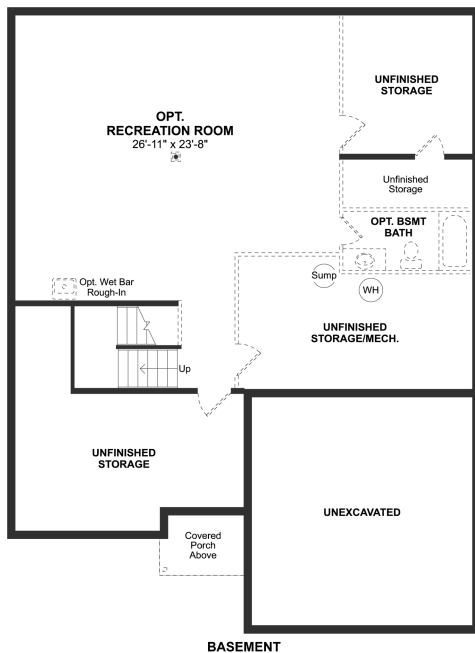 UNFINISHED
STORAGE
OPT.
RECREATION ROOM
26'-11" x 23'-8"
Unfinished
Storage
OPT. BSMT
BATH
Sump
WH
Opt. Wet Bar
Rough-In
UNFINISHED
STORAGE/MECH.
Up
UNFINISHED
STORAGE
UNEXCAVATED
Covered
Porch
Above
BASEMENT